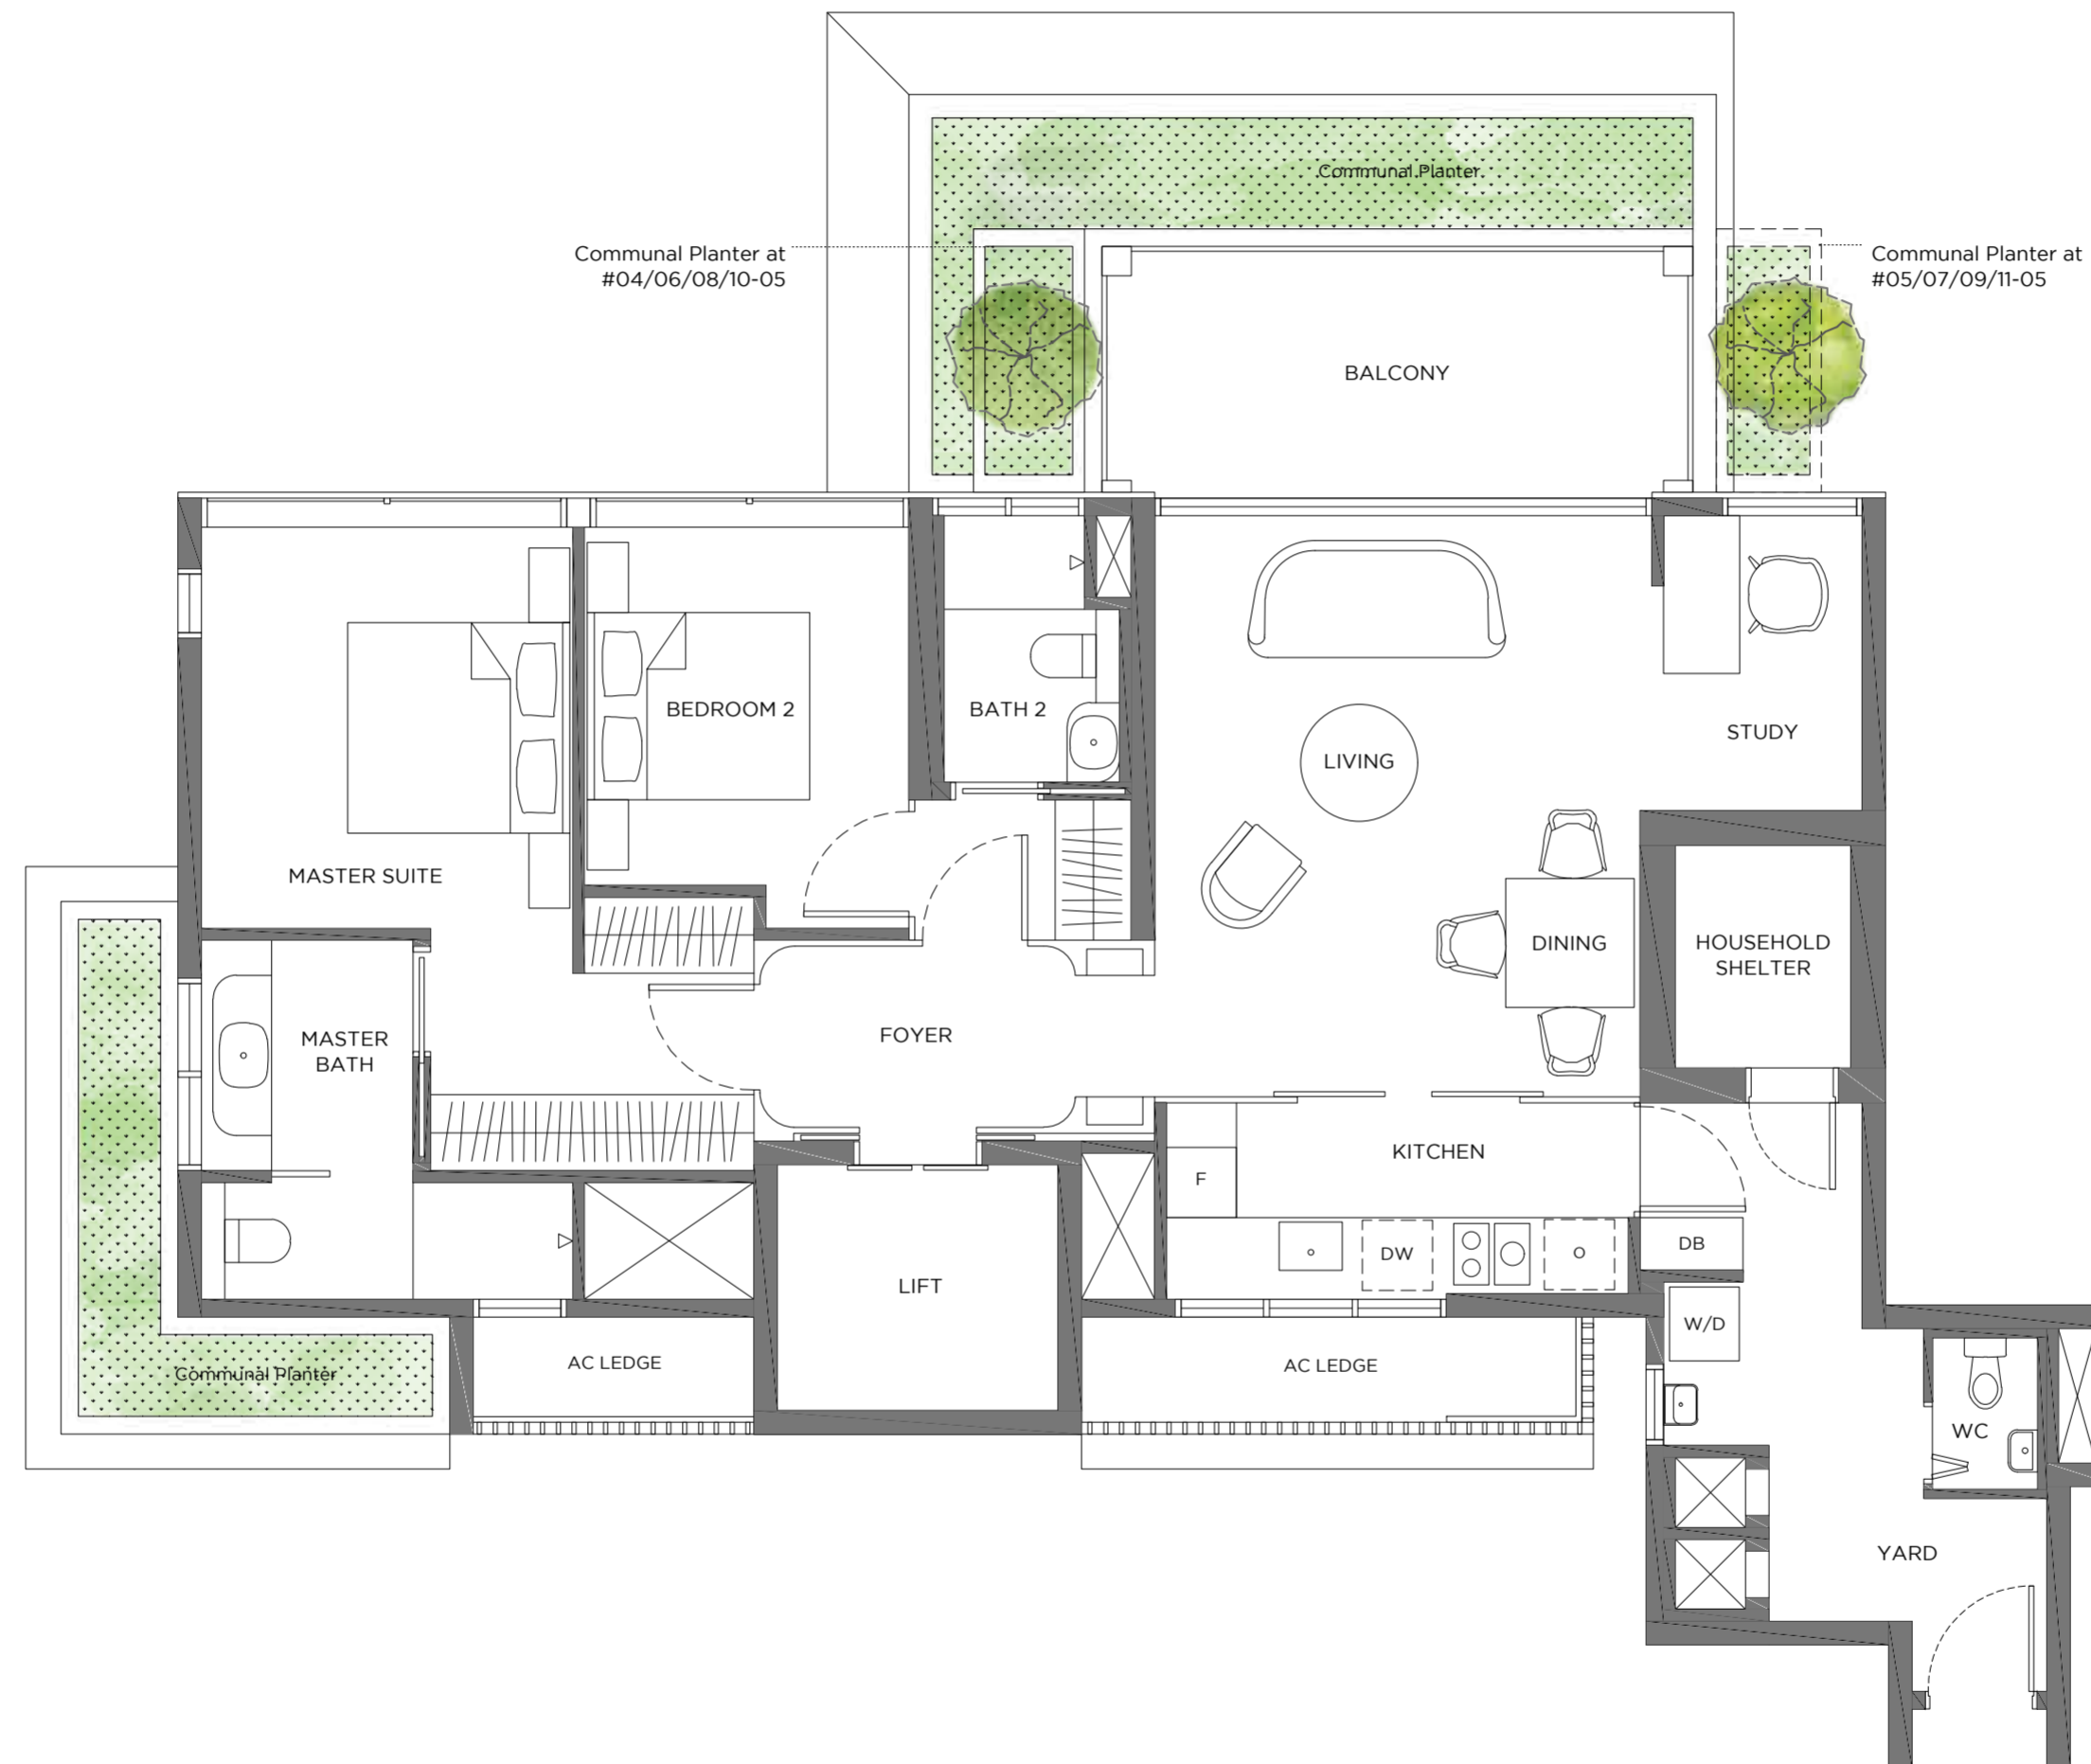 Communal Planter
Communal Planter at
#04/06/08/10-05
Communal Planter at
#05/07/09/11-05
BALCONY
BEDROOM 2
BATH 2
STUDY
LIVING
MASTER SUITE
DINING
HOUSEHOLD
SHELTER
MASTER
BATH
FOYER
KITCHEN
F
DB
DW
LIFT
W/D
AC LEDGE
AC LEDGE
Communal Planter
WC
YARD